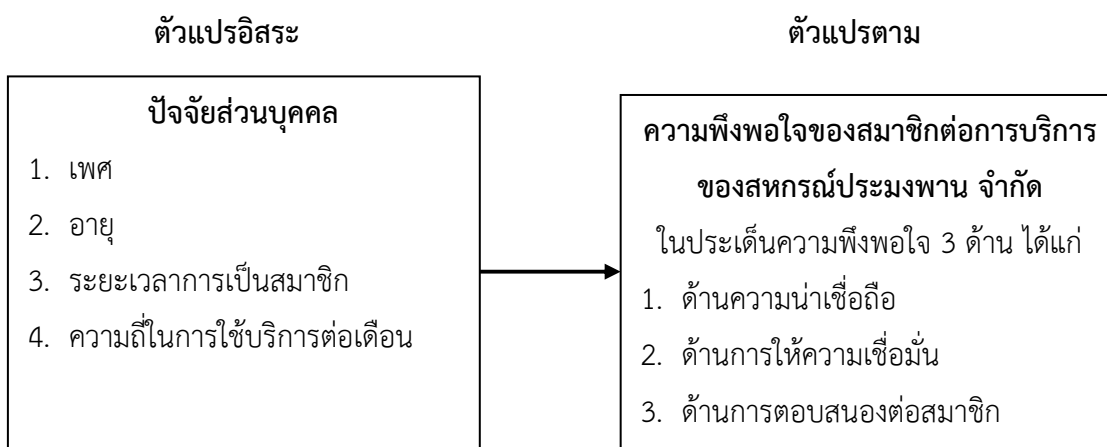 ตัวแปรอิสระ
ปัจจัยส่วนบุคคล
1. เพศ
2. อายุ
3. ระยะเวลาการเป็นสมาชิก
4. ความถี่ในการใช้บริการต่อเดือน
ตัวแปรตาม
ความพึงพอใจของสมาชิกต่อการบริการ
ของสหกรณ์ประมงพาน จำกัด
ในประเด็นความพึงพอใจ 3 ด้าน ได้แก่
1. ด้านความน่าเชื่อถือ
2. ด้านการให้ความเชื่อมั่น
3. ด้านการตอบสนองต่อสมาชิก